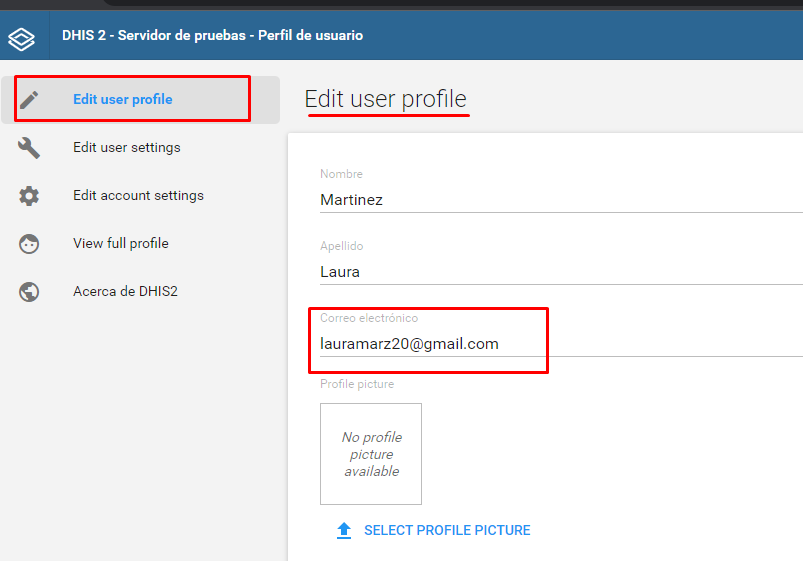 DHIS 2 - Servidor de pruebas - Perfil de usuario
Edit user profile
Edit user settings
Edit account settings
View full profile
Acerca de DHIS2
Edit user profile
Nombre
Martinez
Apellido
Laura
Correo electrónico
lauramarz20@gmail.com
Profile picture
No profile
picture
available
SELECT PROFILE PICTURE